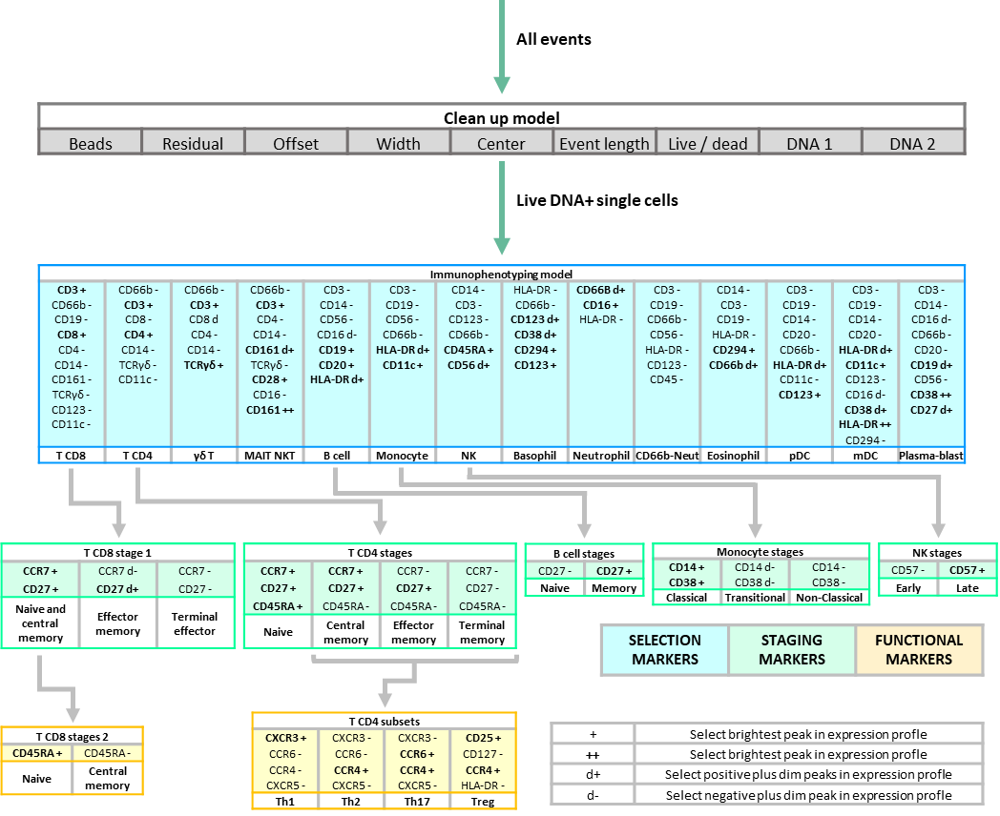 All events
Clean up model
Beads Residual Offset Width Center Event length Live / dead DNA 1 DNA 2
Live DNA+ single cells
Immunophenotyping model
CD3 +
CD66b -
CD19 -
CD8 +
CD4 -
CD14 -
CD161 -
TCRγδ -
CD123 -
CD11c -
T CD8
CD66b -
CD3 +
CD8 -
CD4 +
CD14 -
TCRγδ -
CD11c -
T CD4
CD66b -
CD3 +
CD8 d
CD4 -
CD14 -
TCRγδ +
γδ T
CD66b -
CD3 +
CD4 -
CD14 -
CD161 d+
TCRγδ -
CD28 +
CD16 -
CD161 ++
MAIT NKT
CD3 -
CD14 -
CD56 -
CD16 d-
CD19 +
CD20 +
HLA-DR d+
B cell
CD3 -
CD19 -
CD56 -
CD66b -
HLA-DR d+
CD11c +
Monocyte
CD14 -
CD3 -
CD123 -
CD66b -
CD45RA +
CD56 d+
NK
HLA-DR -
CD66b -
CD123 d+
CD38 d+
CD294 +
CD123 +
Basophil
CD66B d+
CD16 +
HLA-DR -
Neutrophil
CD3 -
CD19 -
CD66b -
CD56 -
HLA-DR -
CD123 -
CD45 -
CD66b-Neut
CD14 -
CD3 -
CD19 -
HLA-DR -
CD294 +
CD66b d+
Eosinophil
CD3 -
CD19 -
CD14 -
CD20 -
CD66b -
HLA-DR d+
CD11c -
CD123 +
pDC
CD3 -
CD19 -
CD14 -
CD20 -
HLA-DR d+
CD11c +
CD123 -
CD16 d-
CD38 d+
HLA-DR ++
CD294 -
mDC
CD3 -
CD14 -
CD16 d-
CD66b -
CD20 -
CD19 d+
CD56 -
CD38 ++
CD27 d+
Plasma-blast
T CD8 stage 1
CCR7 + CCR7 d- CCR7 -
CD27 + CD27 d+ CD27 -
Naive and
central
memory
Effector
memory
Terminal
effector
T CD4 stages
CCR7 + CCR7 + CCR7 - CCR7 -
CD27 + CD27 + CD27 + CD27 -
CD45RA + CD45RA - CD45RA - CD45RA -
Naive
Central
memory
Effector
memory
Terminal
memory
B cell stages
CD27 - CD27 +
Naive Memory
Monocyte stages
CD14 + CD14 d- CD14 -
CD38 + CD38 d- CD38 -
Classical Transitional Non-Classical
NK stages
CD57 - CD57 +
Early Late
SELECTION
MARKERS
STAGING
MARKERS
FUNCTIONAL
MARKERS
T CD8 stages 2
CD45RA + CD45RA -
Naive
Central
memory
T CD4 subsets
CXCR3 + CXCR3 - CXCR3 - CD25 +
CCR6 - CCR6 - CCR6 + CD127 -
CCR4 - CCR4 + CCR4 + CCR4 +
CXCR5 - CXCR5 - CXCR5 - HLA-DR -
Th1 Th2 Th17 Treg
+ Select brightest peak in expression profle
++ Select brightest peak in expression profle
d+ Select positive plus dim peaks in expression profle
d- Select negative plus dim peak in expression profle